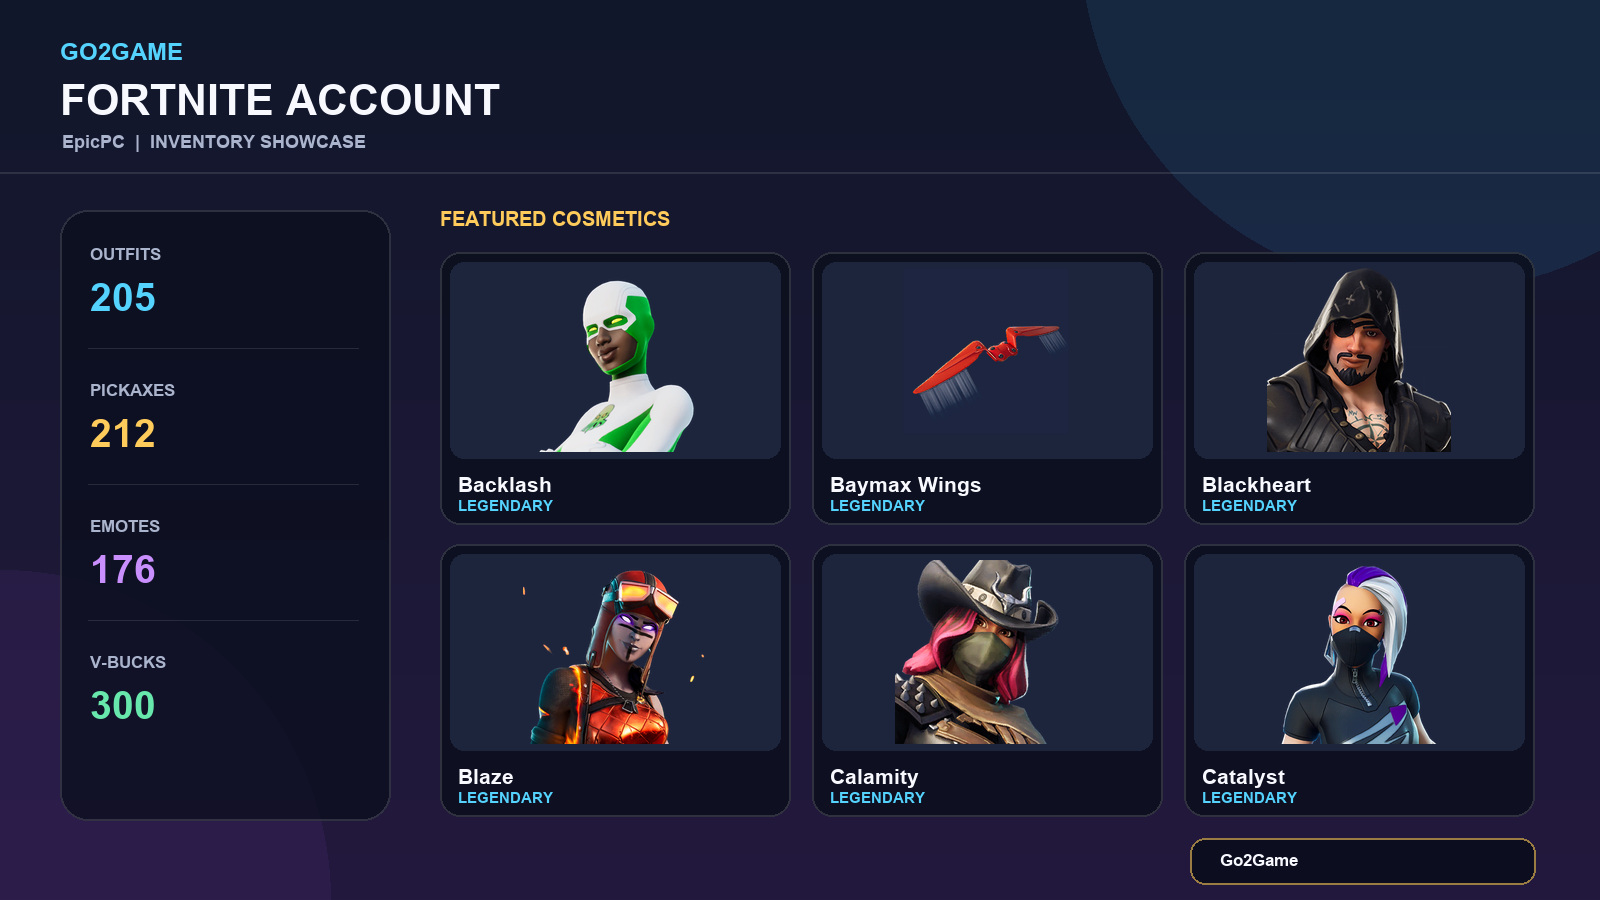 GO2GAME
FORTNITE ACCOUNT
EpicPC | INVENTORY SHOWCASE
OUTFITS
205
PICKAXES
212
EMOTES
176
V-BUCKS
300
FEATURED COSMETICS
Backlash
LEGENDARY
Baymax Wings
LEGENDARY
Blackheart
LEGENDARY
Blaze
LEGENDARY
Calamity
LEGENDARY
Catalyst
LEGENDARY
Go2Game